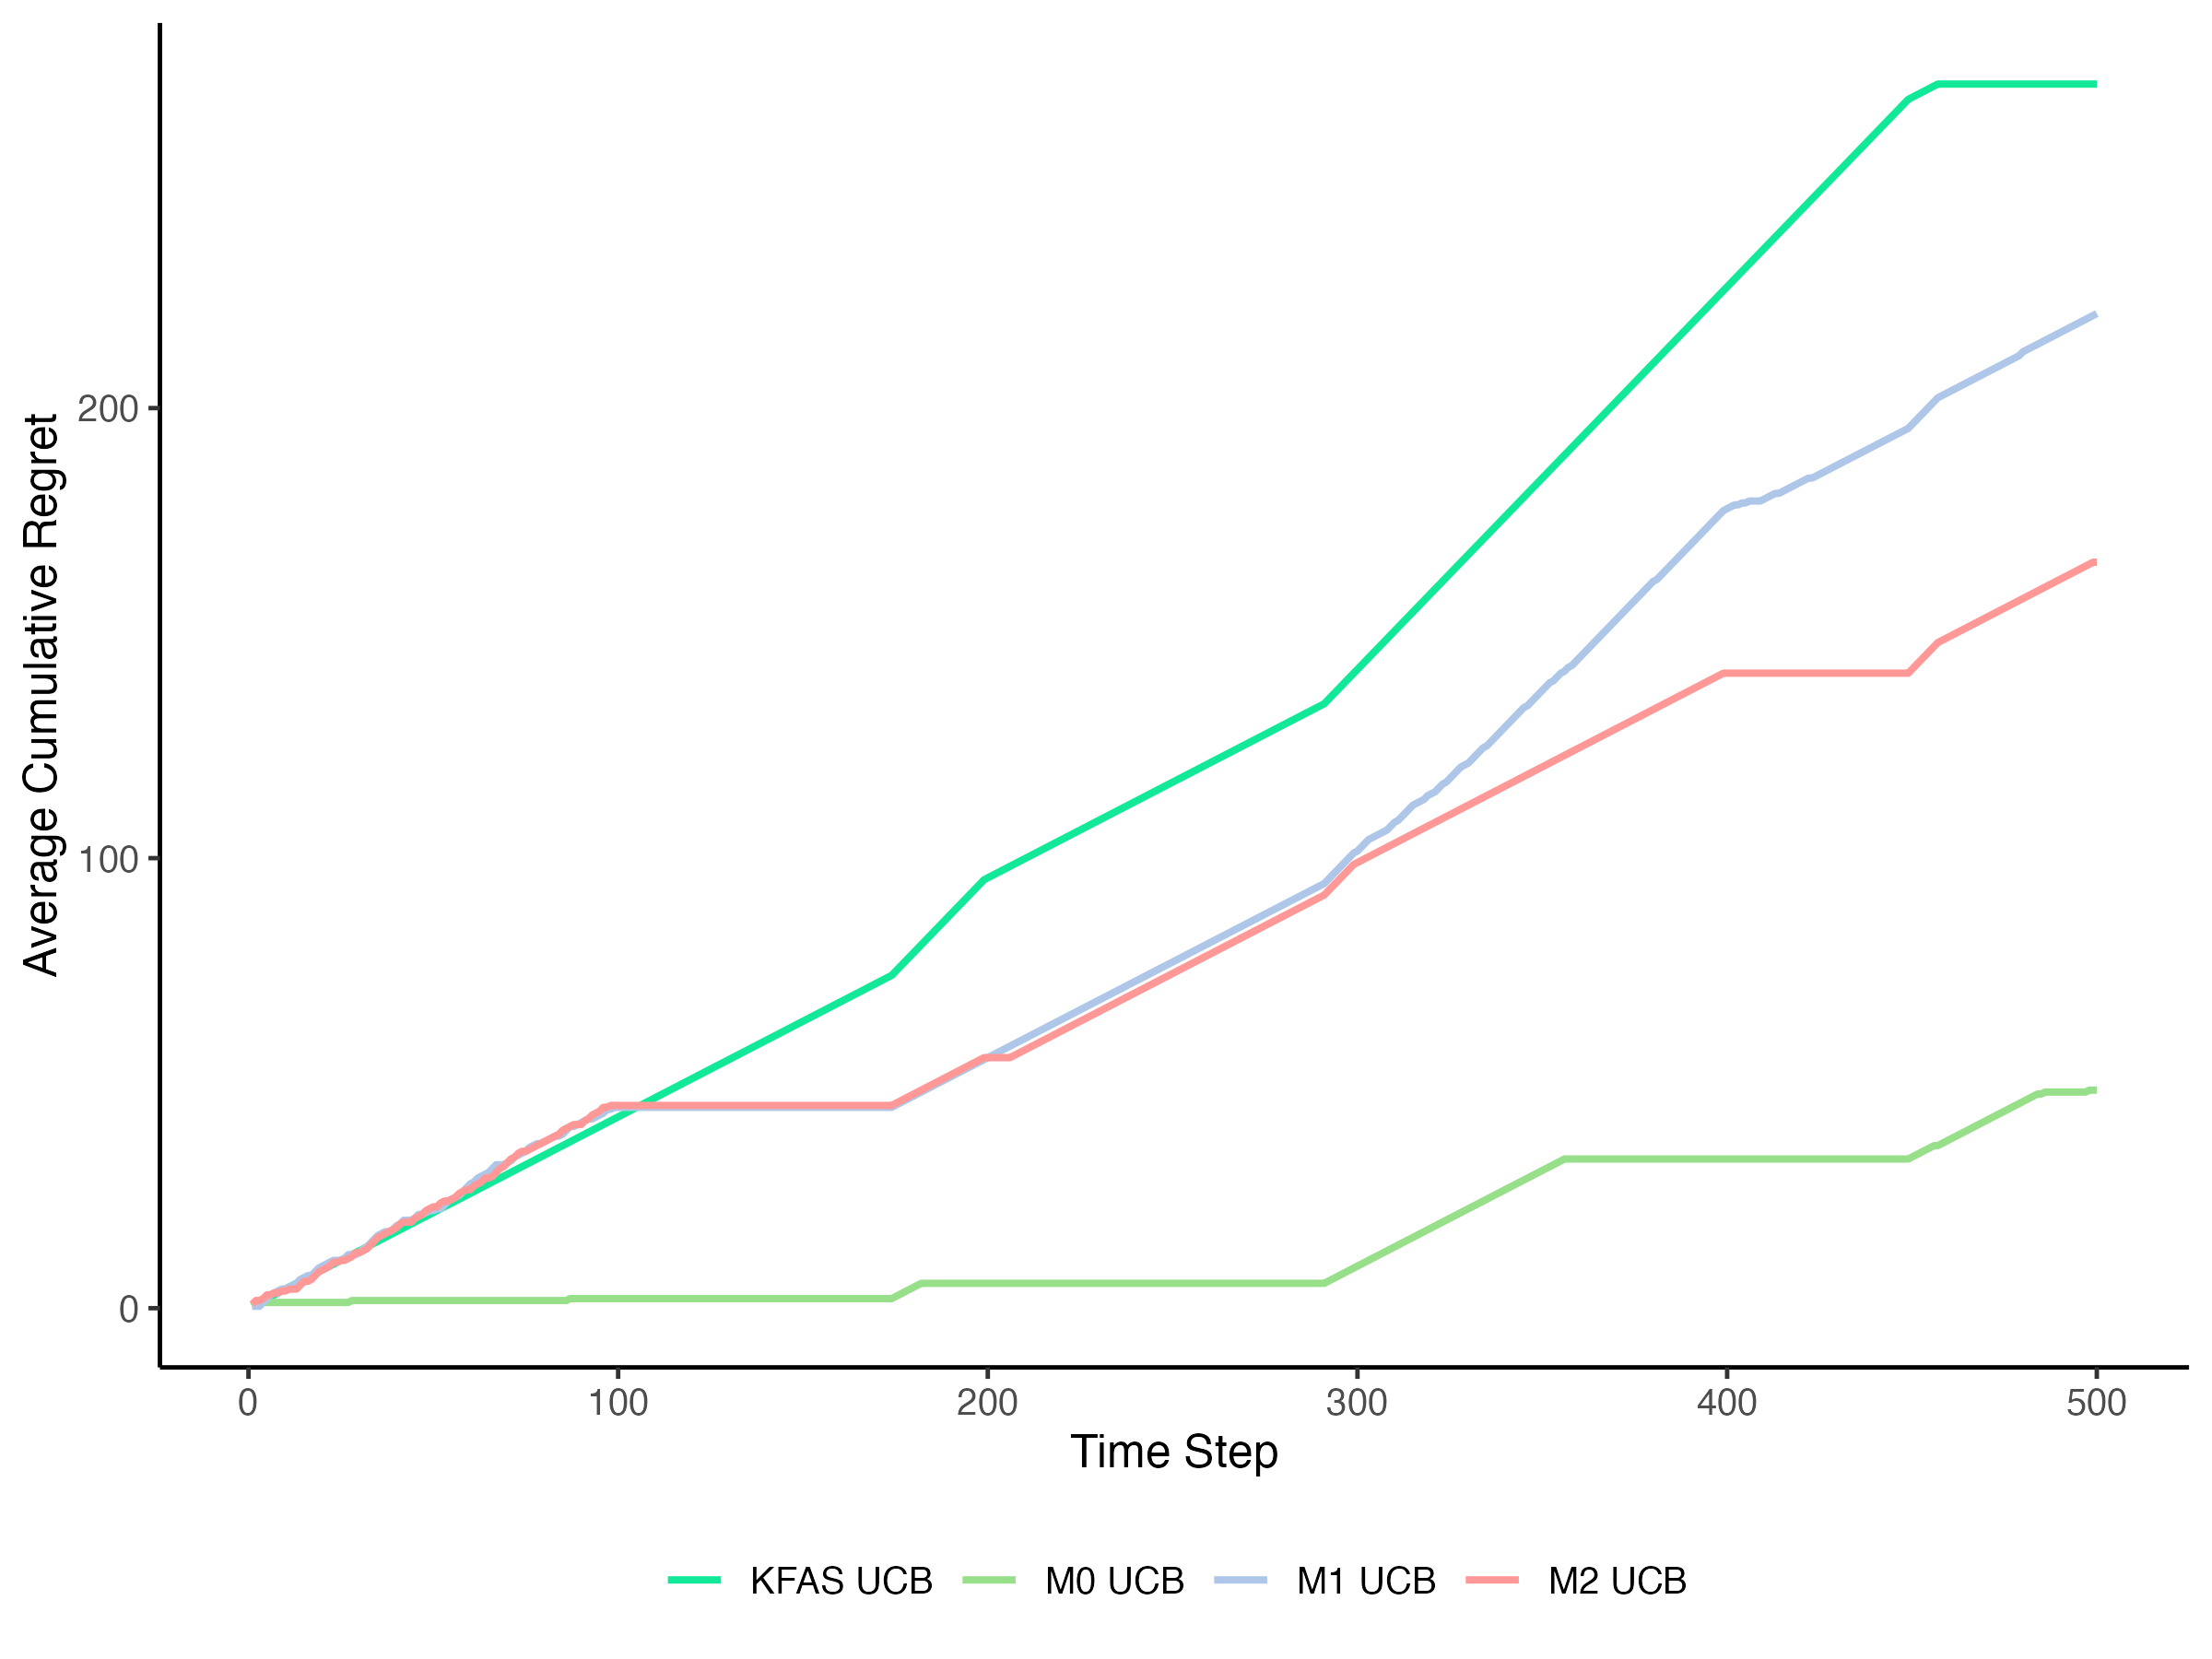 Average Cumulative Regret
200
100
0
0 100 200 300 400 500
Time Step
KFAS UCB M0 UCB M1 UCB M2 UCB